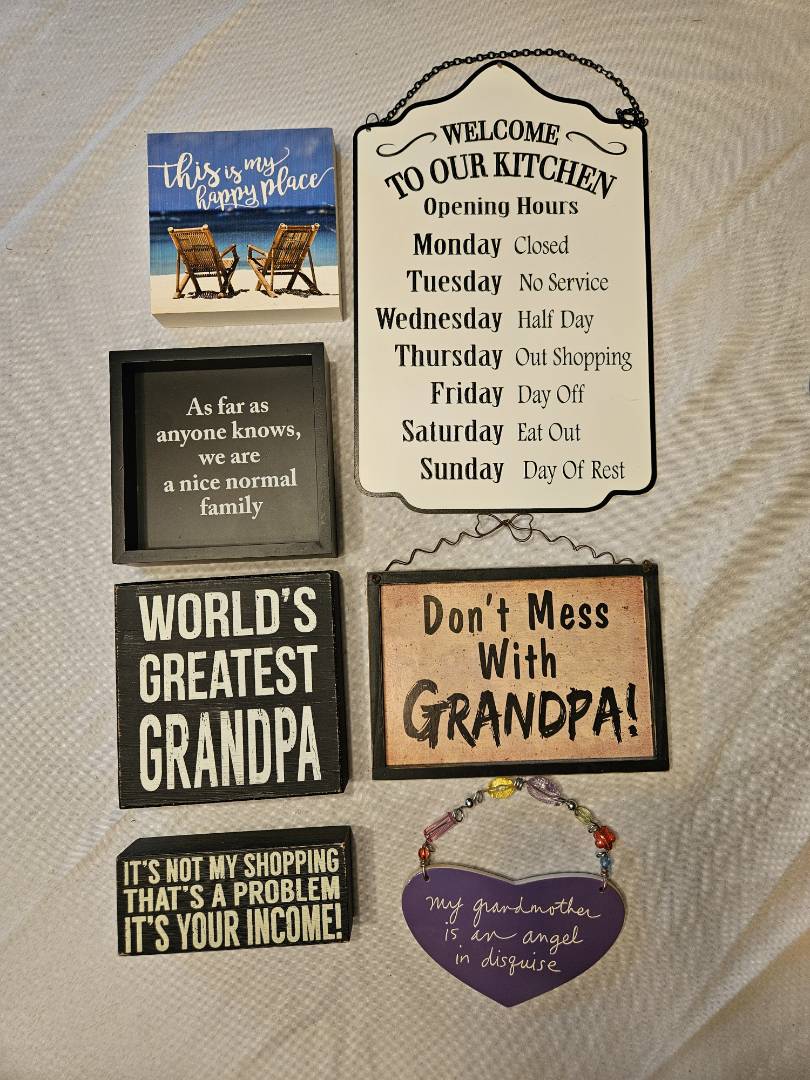 this is my
happy place
WELCOME
TO OUR KITCHEN
Opening Hours
Monday Closed
Tuesday No Service
Wednesday Half Day
Thursday Out Shopping
Friday Day Off
Saturday Eat Out
Sunday Day Of Rest
As far as
anyone knows,
we are
a nice normal
family
WORLD'S
GREATEST
GRANDPA
Don't Mess
With
GRANDPA!
IT'S NOT MY SHOPPING
THAT'S A PROBLEM
IT'S YOUR INCOME!
my grandmother
is an angel
in disguise